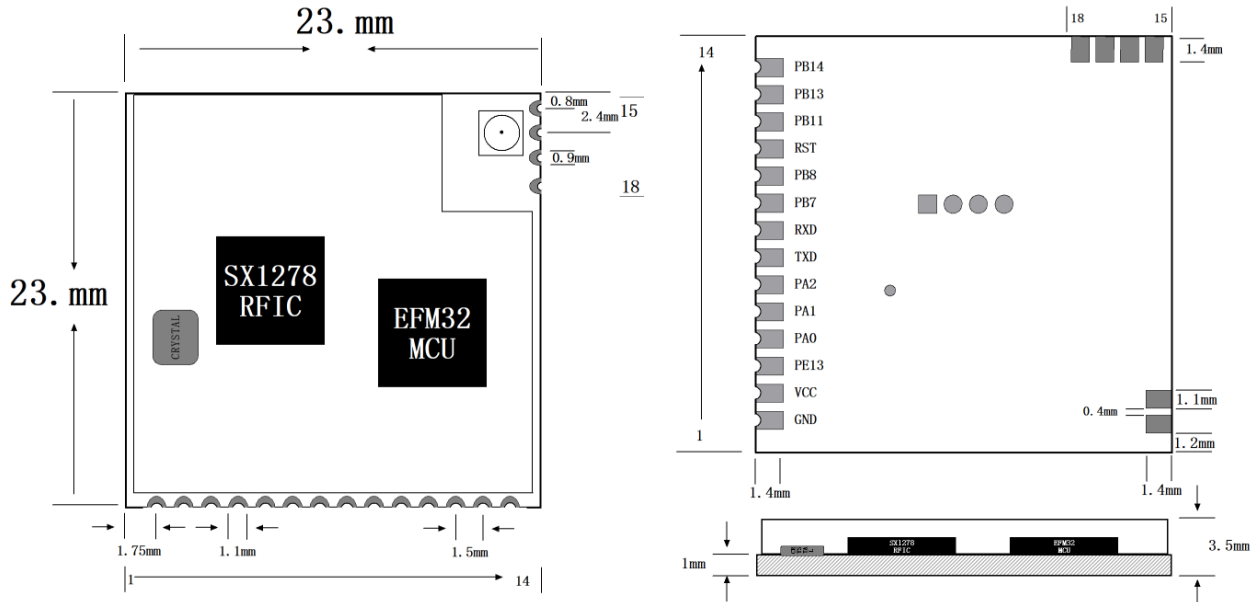 23.mm
0.8mm
15
2.4mm
0.9mm
18
SX1278
RFIC
23.mm
EFM32
MCU
CRYSTAL
1.75mm
1.1mm
1.5mm
1
14
18
15
14
1.4mm
PB14
PB13
PB11
RST
PB8
PB7
RXD
TXD
PA2
PA1
PA0
PE13
VCC
GND
1
1.1mm
0.4mm
1.2mm
1.4mm
1.4mm
SX1278
RFIC
EFM32
MCU
3.5mm
1mm